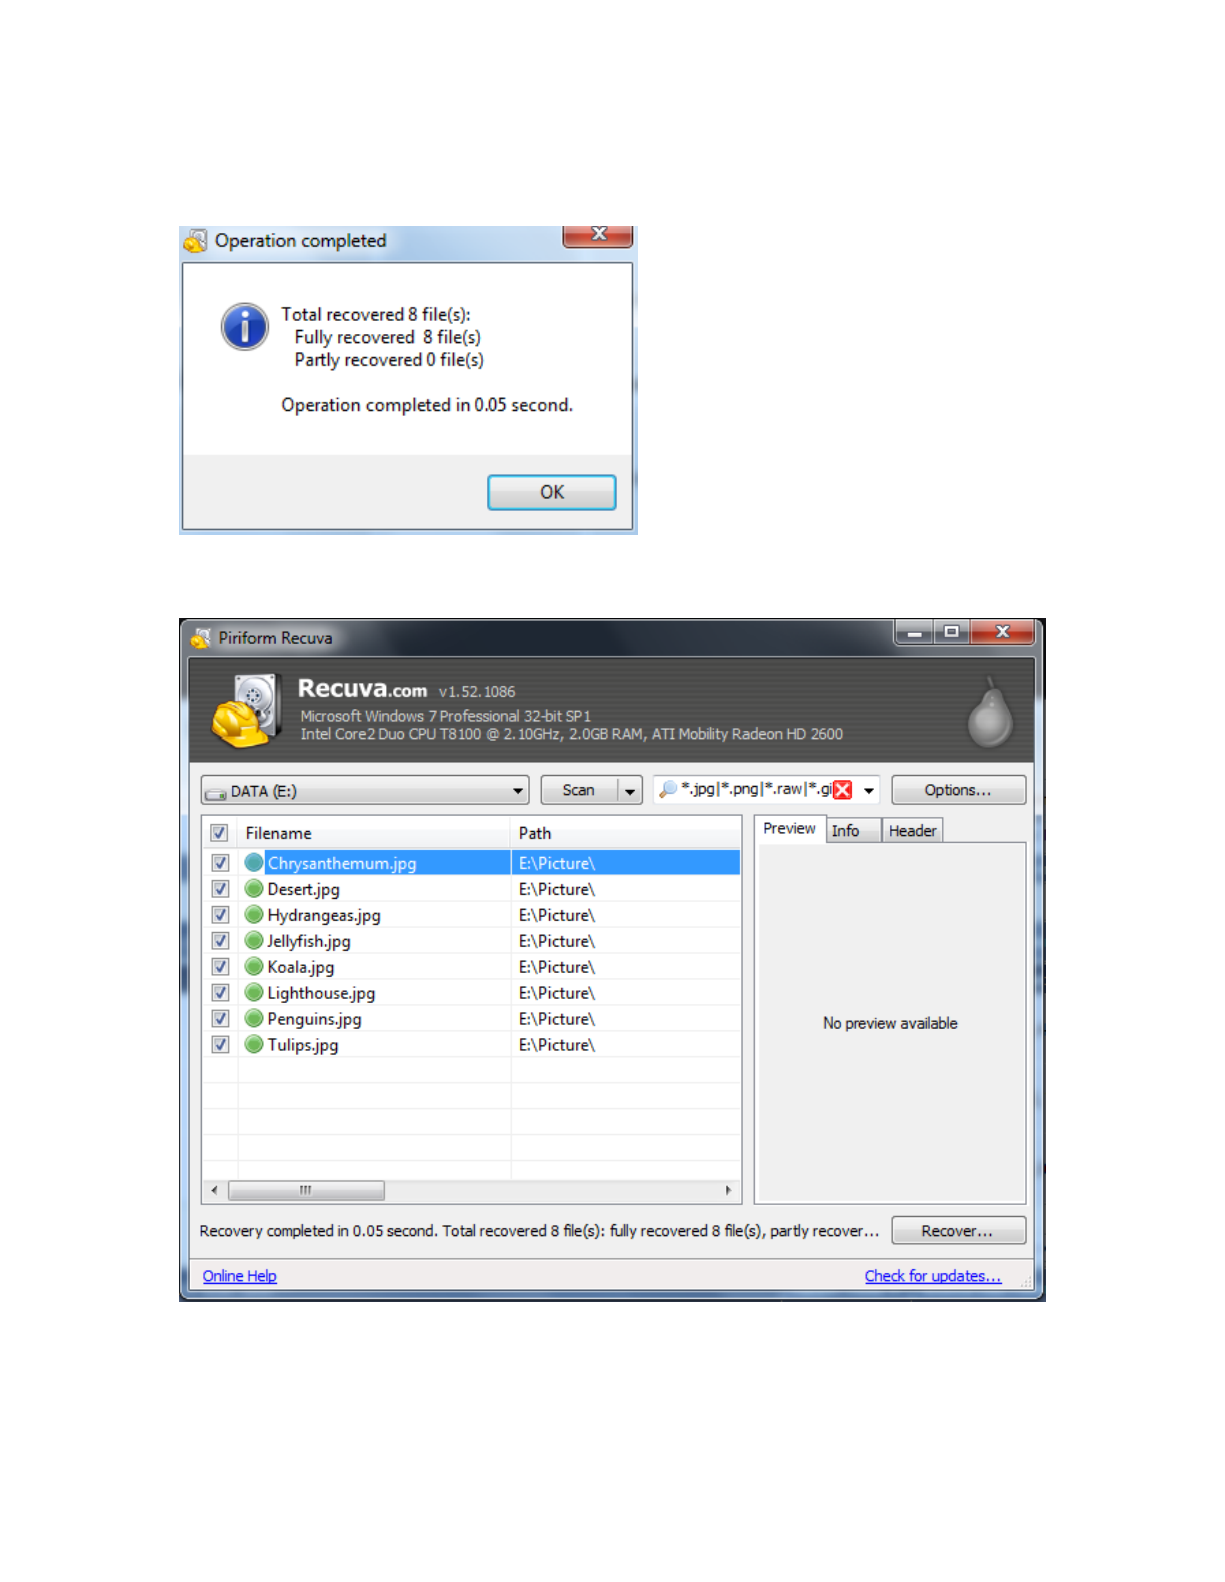 Operation completed
Total recovered 8 file(s):
Fully recovered 8 file(s)
Partly recovered 0 file(s)
Operation completed in 0.05 second.
OK
Piriform Recuva
Recuva.com v1.52.1086
Microsoft Windows 7 Professional 32-bit SP1
Intel Core2 Duo CPU T8100 @ 2.10GHz, 2.0GB RAM, ATI Mobility Radeon HD 2600
DATA (E:) Scan *.jpg|*.png|*.raw|*.gi Options...
Filename Path
Preview Info Header
Chrysanthemum.jpg E:\Picture\
Desert.jpg E:\Picture\
Hydrangeas.jpg E:\Picture\
Jellyfish.jpg E:\Picture\
Koala.jpg E:\Picture\
Lighthouse.jpg E:\Picture\
Penguins.jpg E:\Picture\
Tulips.jpg E:\Picture\
No preview available
Recovery completed in 0.05 second. Total recovered 8 file(s): fully recovered 8 file(s), partly recover... Recover...
Online Help Check for updates...